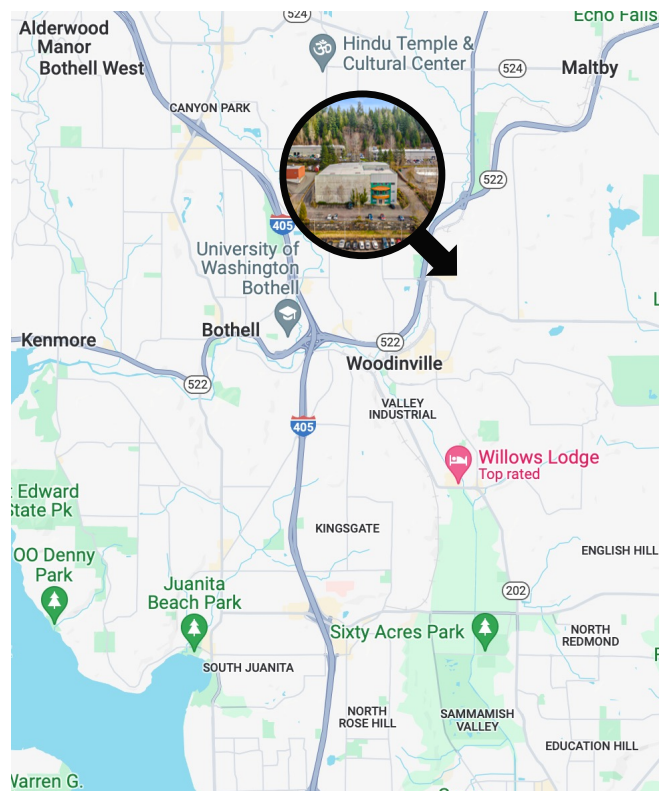 524
Echo Falls
Alderwood
Manor
Bothell West
Hindu Temple &
Cultural Center
524
Maltby
CANYON PARK
522
405
University of
Washington
Bothell
Bothell
Kenmore
522
Woodinville
522
VALLEY
INDUSTRIAL
405
Willows Lodge
Top rated
Edward
State Pk
KINGSGATE
OO Denny
Park
ENGLISH HILL
Juanita
Beach Park
202
Sixty Acres Park
NORTH
REDMOND
SOUTH JUANITA
NORTH
ROSE HILL
SAMMAMISH
VALLEY
EDUCATION HILL
Warren G.